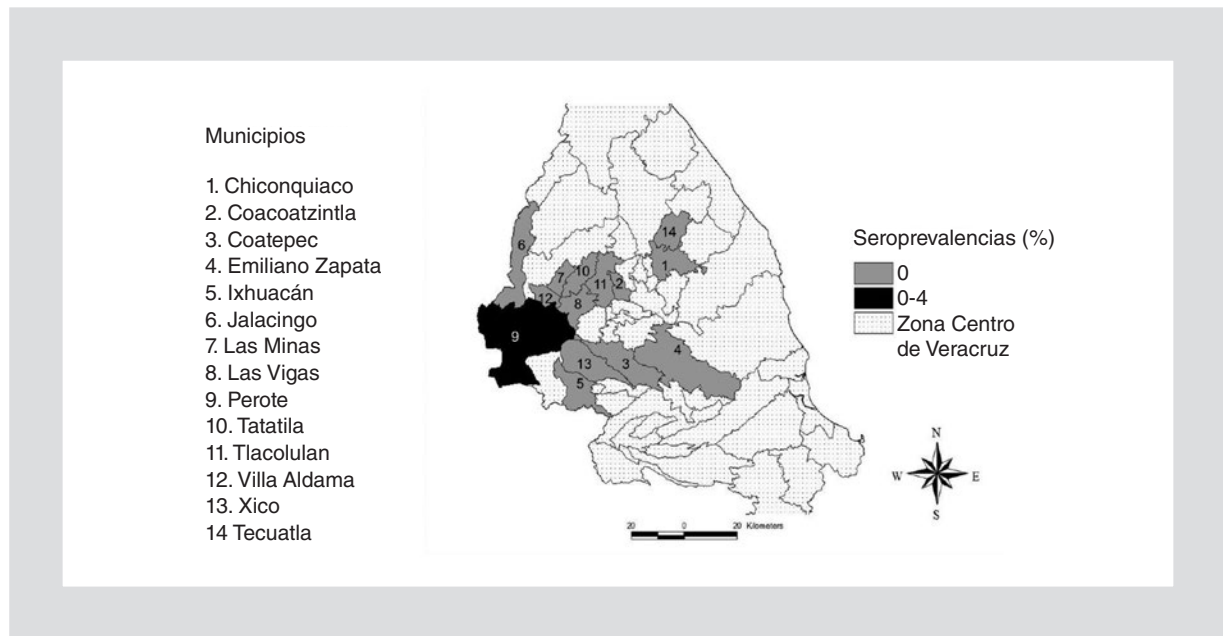 Municipios
1. Chiconquiaco
2. Coacoatzintla
3. Coatepec
4. Emiliano Zapata
5. Ixhuacán
6. Jalacingo
7. Las Minas
8. Las Vigas
9. Perote
10. Tatatila
11. Tlacolulan
12. Villa Aldama
13. Xico
14 Tecuatla
6
14
1
7
10
11
2
12
8
9
13
3
4
5
Seroprevalencias (%)
0
0-4
Zona Centro
de Veracruz
N
W
E
S
20 0 20 Kilometers